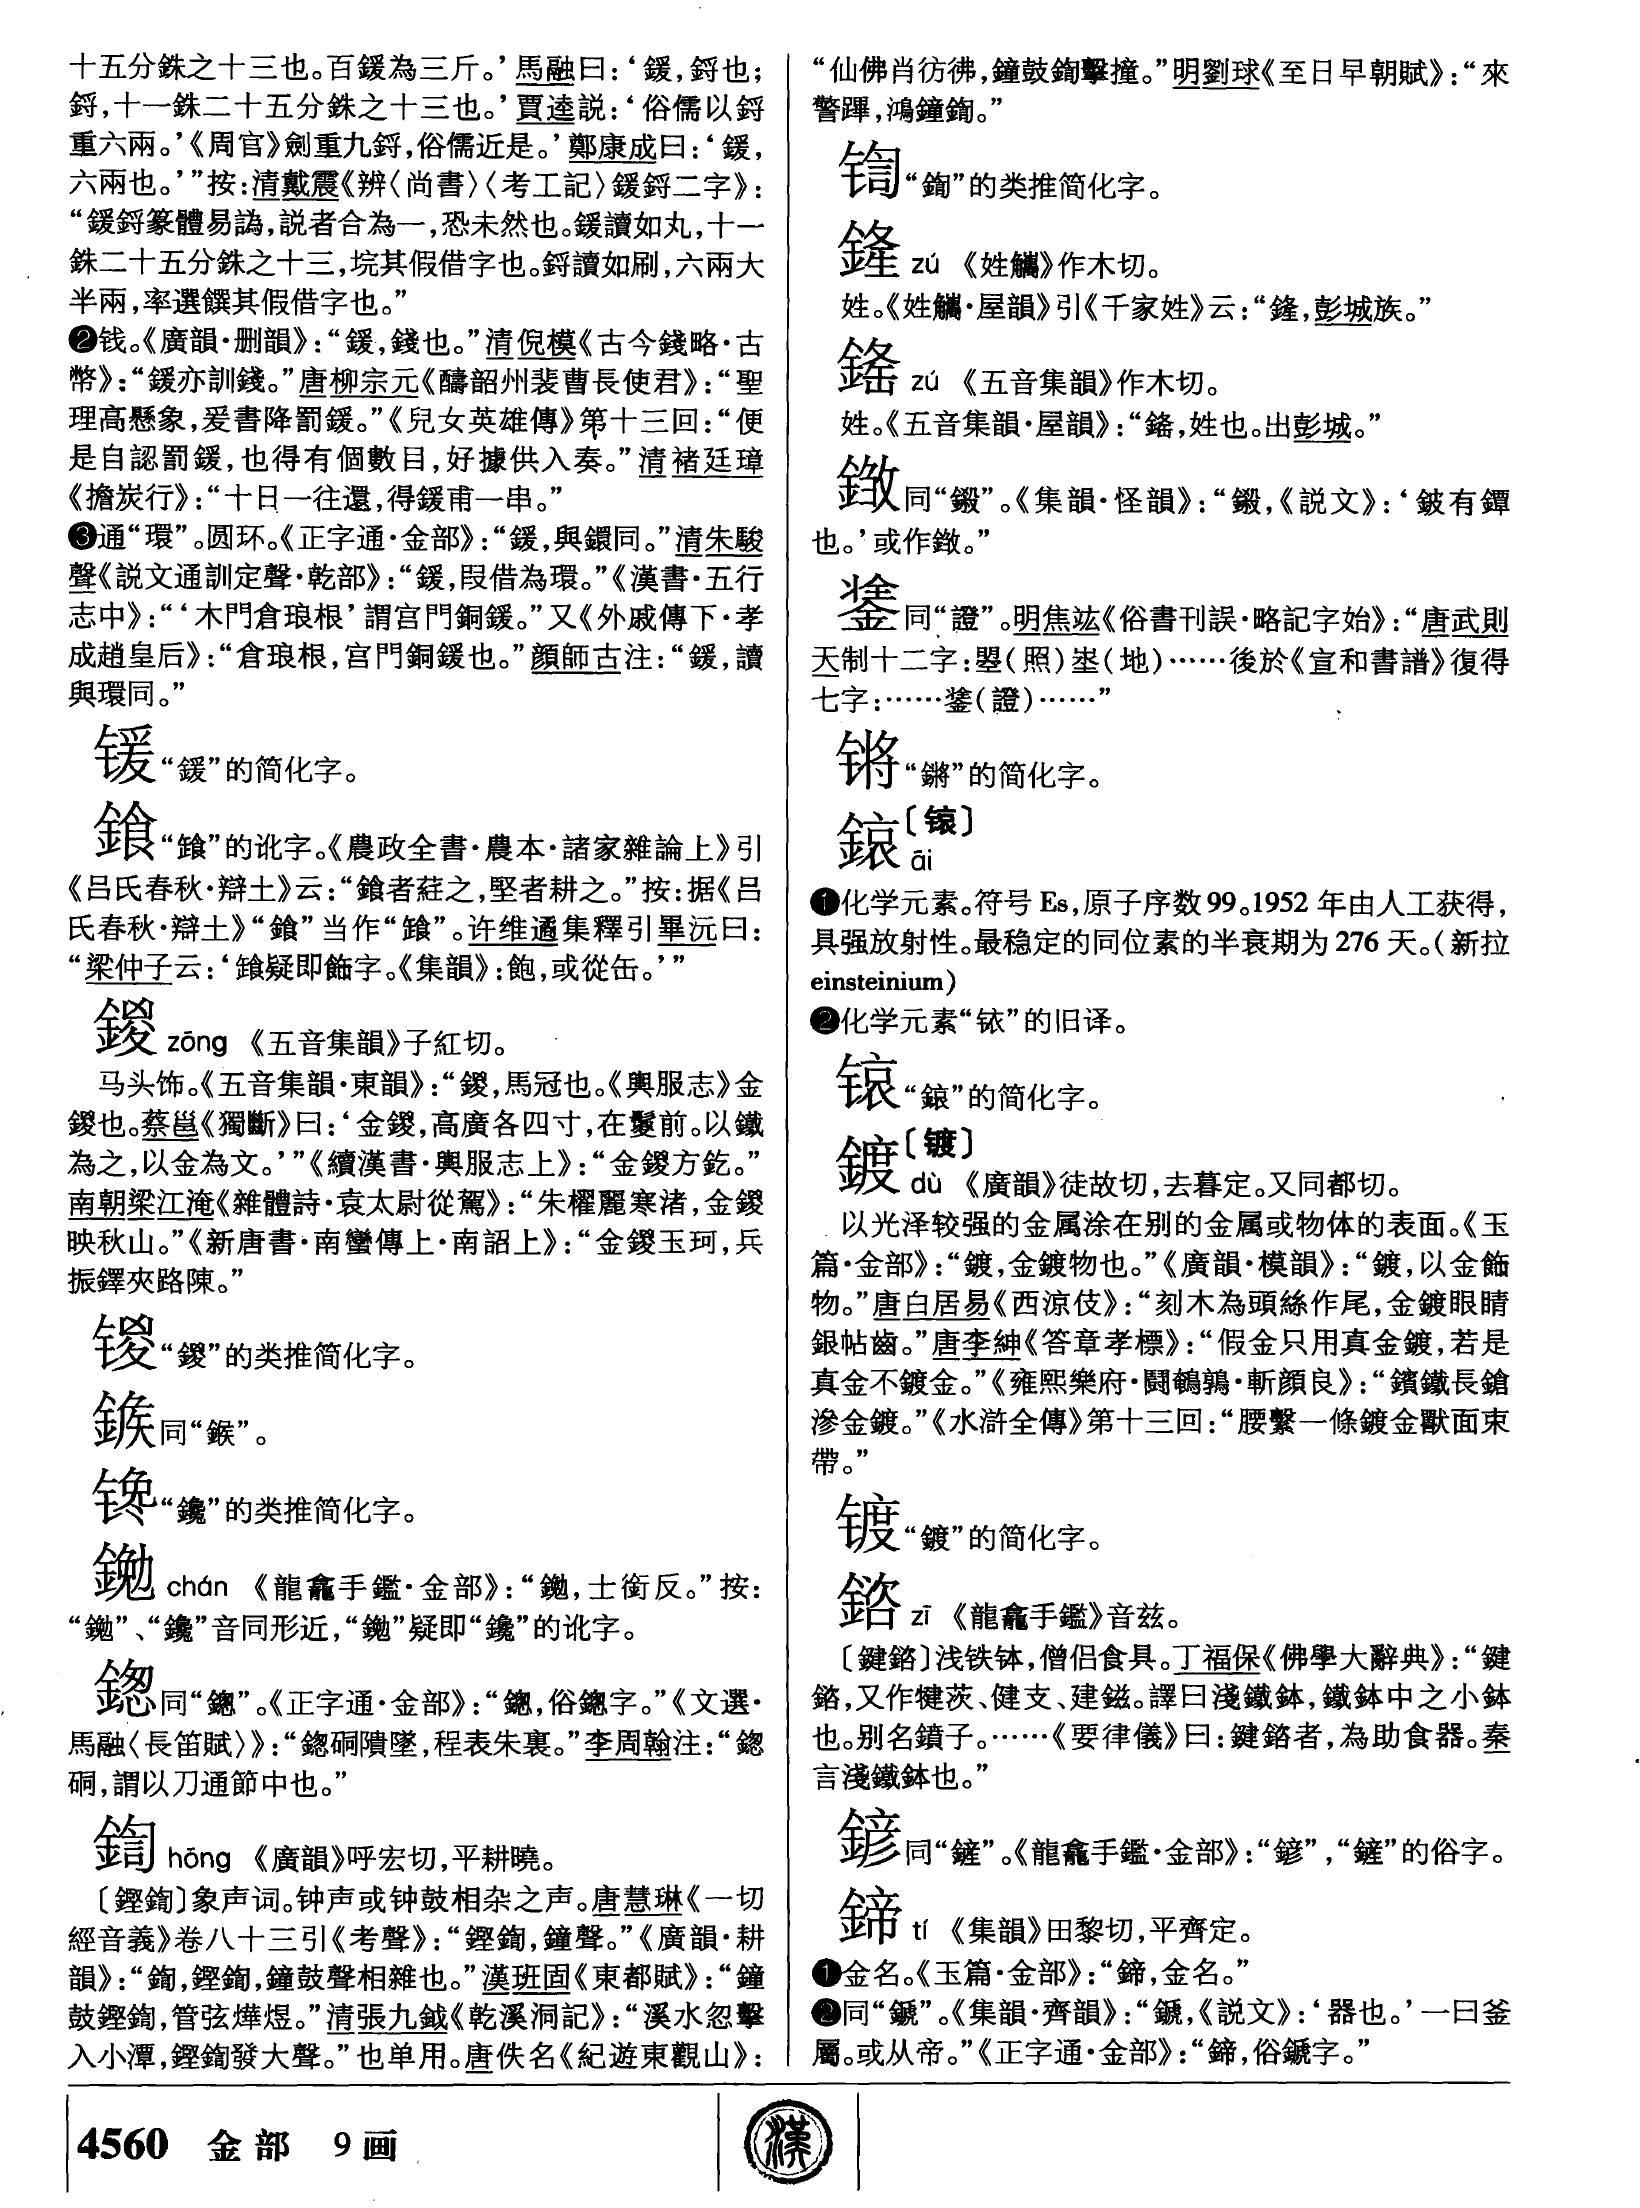 十五分銖之十三也。百鍰為三斤。’馬融曰：‘鍰，鋝也；
鋝，十一銖二十五分銖之十三也。’賈逵説：‘俗儒以鋝
重六兩。’《周官》劍重九鋝，俗儒近是。’鄭康成曰：‘鍰，
六兩也。’”按：清戴震《辨〈尚書〉〈考工記〉鍰鋝二字》：
“鍰鋝篆體易譌，説者合為一，恐未然也。鍰讀如丸，十一
銖二十五分銖之十三，垸其假借字也。鋝讀如刷，六兩大
半兩，率選饌其假借字也。”
❷钱。《廣韻·删韻》：“鍰，錢也。”清倪模《古今錢略·古
幣》：“鍰亦訓錢。”唐柳宗元《酬韶州裴曹長使君》：“聖
理高懸象，爰書降罰鍰。”《兒女英雄傳》第十三回：“便
是自認罰鍰，也得有個數目，好據供入奏。”清褚廷璋
《擔炭行》：“十日一往還，得鍰甫一串。”
❸通“環”。圆环。《正字通·金部》：“鍰，與鐶同。”清朱駿
聲《説文通訓定聲·乾部》：“鍰，叚借為環。”《漢書·五行
志中》：“‘木門倉琅根’謂宫門銅鍰。”又《外戚傳下·孝
成趙皇后》：“倉琅根，宫門銅鍰也。”顔師古注：“鍰，讀
與環同。”
锾“鍰”的简化字。
“”的讹字。《農政全書·農本·諸家雜論上》引
《吕氏春秋·辯土》云：“者莊之，堅者耕之。”按：据《吕
氏春秋·辯土》“”当作“”。许维遹集釋引畢沅曰：
“梁仲子云：‘疑即飾字。《集韻》：飽，或從缶。’”
鍐 zōng 《五音集韻》子紅切。
马头饰。《五音集韻·東韻》：“鍐，馬冠也。《輿服志》金
鍐也。蔡邕《獨斷》曰：‘金鍐，高廣各四寸，在髦前。以鐵
為之，以金為文。’”《續漢書·輿服志上》：“金鍐方釳。”
南朝梁江淹《雜體詩·袁太尉從駕》：“朱櫂麗寒渚，金鍐
映秋山。”《新唐書·南蠻傳上·南詔上》：“金鍐玉珂，兵
振鐸夾路陳。”
“鍐”的类推简化字。
同“鍭”。
镵“鑱”的类推简化字。
chán 《龍龕手鑑·金部》：“，士銜反。”按：
“”、“鑱”音同形近，“”疑即“鑱”的讹字。
鍯同“鏓”。《正字通·金部》：“鏓，俗鏓字。”《文選·
馬融〈長笛賦〉》：“鍯硐隤墜，程表朱裏。”李周翰注：“鍯
硐，謂以刀通節中也。”
鍧 hōng 《廣韻》呼宏切，平耕曉。
〔鏗鍧〕象声词。钟声或钟鼓相杂之声。唐慧琳《一切
經音義》卷八十三引《考聲》：“鏗鍧，鐘聲。”《廣韻·耕
韻》：“鍧，鏗鍧，鐘鼓聲相雜也。”漢班固《東都賦》：“鐘
鼓鏗鍧，管弦燁煜。”清張九鉞《乾溪洞記》：“溪水忽擊
入小潭，鏗鍧發大聲。”也单用。唐佚名《紀遊東觀山》：
“仙佛肖彷彿，鐘鼓鍧擊撞。”明劉球《至日早朝賦》：“來
警蹕，鴻鐘鍧。”
“鍧”的类推简化字。
zú 《姓觿》作木切。
姓。《姓觿·屋韻》引《千家姓》云：“，彭城族。”
zú 《五音集韻》作木切。
姓。《五音集韻·屋韻》：“，姓也。出彭城。”
同“鎩”。《集韻·怪韻》：“鎩，《説文》：‘鈹有鐔
也。’或作。”
同“證”。明焦竑《俗書刊誤·略記字始》：“唐武則
天制十二字：曌（照）埊（地）……後於《宣和書譜》復得
七字：……（證）……”
锵“鏘”的简化字。
鎄〔锿〕
āi
❶化学元素。符号 Es，原子序数 99。1952 年由人工获得，
具强放射性。最稳定的同位素的半衰期为 276 天。（新拉
einsteinium）
❷化学元素“铱”的旧译。
锿“鎄”的简化字。
鍍〔镀〕
dù 《廣韻》徒故切，去暮定。又同都切。
以光泽较强的金属涂在别的金属或物体的表面。《玉
篇·金部》：“鍍，金鍍物也。”《廣韻·模韻》：“鍍，以金飾
物。”唐白居易《西涼伎》：“刻木為頭絲作尾，金鍍眼睛
銀帖齒。”唐李紳《答章孝標》：“假金只用真金鍍，若是
真金不鍍金。”《雍熙樂府·鬭鵪鶉·斬顔良》：“鑌鐵長鎗
滲金鍍。”《水滸全傳》第十三回：“腰繫一條鍍金獸面束
帶。”
镀“鍍”的简化字。
鎡 zī 《龍龕手鑑》音兹。
〔鍵〕浅铁钵，僧侣食具。丁福保《佛學大辭典》：“鍵
，又作犍茨、健支、建鎡。譯曰淺鐵鉢，鐵鉢中之小鉢
也。别名鐼子。……《要律儀》曰：鍵者，為助食器。秦
言淺鐵鉢也。”
同“鏟”。《龍龕手鑑·金部》：“”，“鏟”的俗字。
鍗 tí 《集韻》田黎切，平齊定。
❶金名。《玉篇·金部》：“鍗，金名。”
❷同“鷈”。《集韻·齊韻》：“，《説文》：‘器也。’一曰釜
屬。或从帝。”《正字通·金部》：“鍗，俗字。”
4560 金部 9画
漢